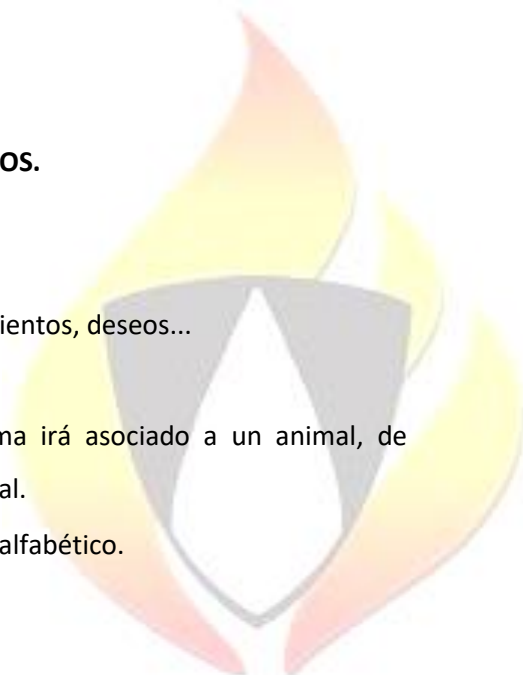 OS.
ientos, deseos...
ma irá asociado a un animal, de
al.
alfabético.